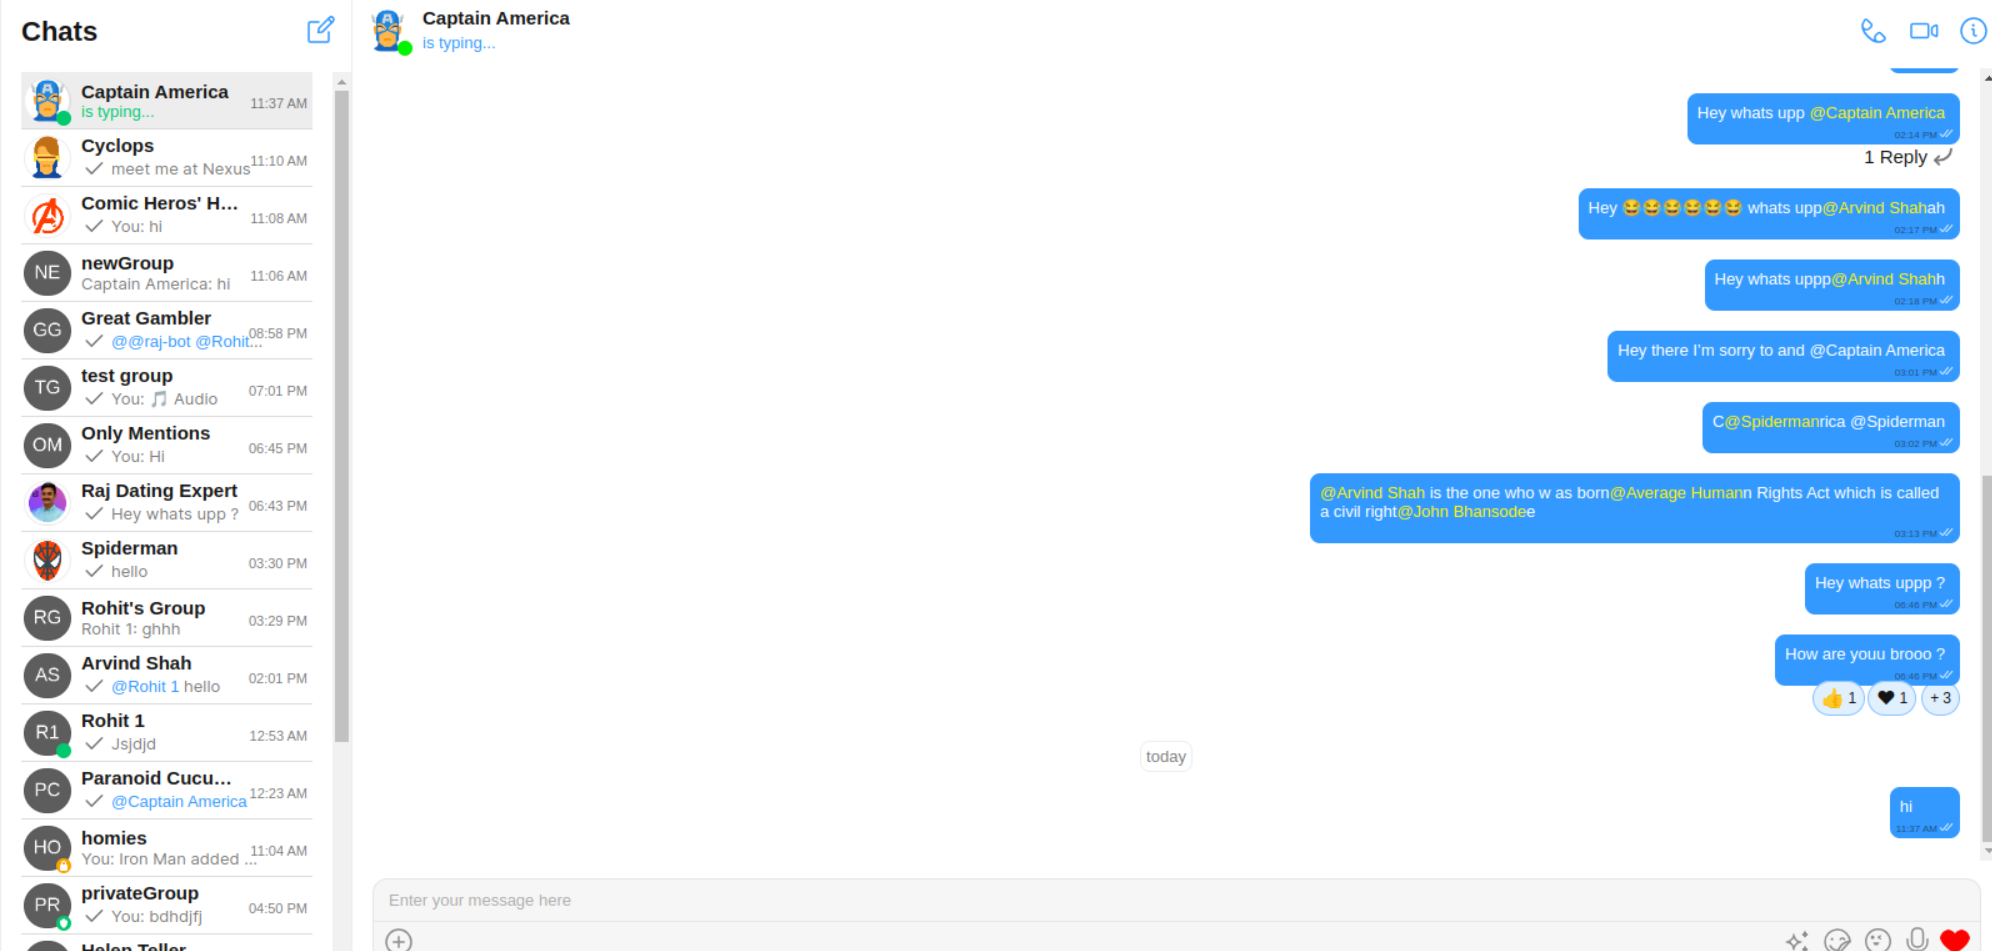 Chats
Captain America
is typing...
11:37 AM
Cyclops
meet me at Nexus
11:10 AM
Comic Heros' H...
You: hi
11:08 AM
NE
newGroup
Captain America: hi
11:06 AM
GG
Great Gambler
@@raj-bot @Rohit...
08:58 PM
TG
test group
You: 🎵 Audio
07:01 PM
OM
Only Mentions
You: Hi
06:45 PM
Raj Dating Expert
Hey whats upp ?
06:43 PM
Spiderman
hello
03:30 PM
RG
Rohit's Group
Rohit 1: ghhh
03:29 PM
AS
Arvind Shah
@Rohit 1 hello
02:01 PM
R1
Rohit 1
Jsjdjd
12:53 AM
PC
Paranoid Cucu...
@Captain America
12:23 AM
HO
homies
You: Iron Man added ...
11:04 AM
PR
privateGroup
You: bdhdjfj
04:50 PM
Helen Teller
Captain America
is typing...
Hey whats upp @Captain America
02:14 PM
1 Reply
Hey 😂😂😂😂😂😂 whats upp@Arvind Shahah
02:17 PM
Hey whats uppp@Arvind Shahh
02:18 PM
Hey there I'm sorry to and @Captain America
03:01 PM
C@Spidermanrica @Spiderman
03:02 PM
@Arvind Shah is the one who w as born@Average Humann Rights Act which is called
a civil right@John Bhansodee
03:13 PM
Hey whats uppp ?
06:46 PM
How are youu brooo ?
06:46 PM
👍 1 🖤 1 + 3
today
hi
11:37 AM
Enter your message here